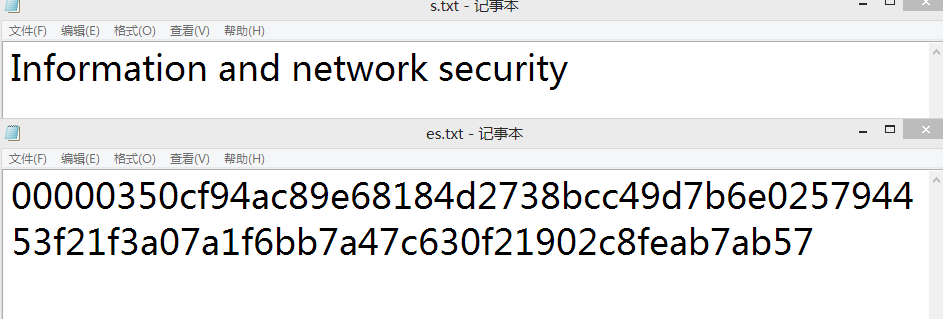 s.txt - 记事本
文件(F) 编辑(E) 格式(O) 查看(V) 帮助(H)
Information and network security
es.txt - 记事本
文件(F) 编辑(E) 格式(O) 查看(V) 帮助(H)
00000350cf94ac89e68184d2738bcc49d7b6e0257944
53f21f3a07a1f6bb7a47c630f21902c8feab7ab57